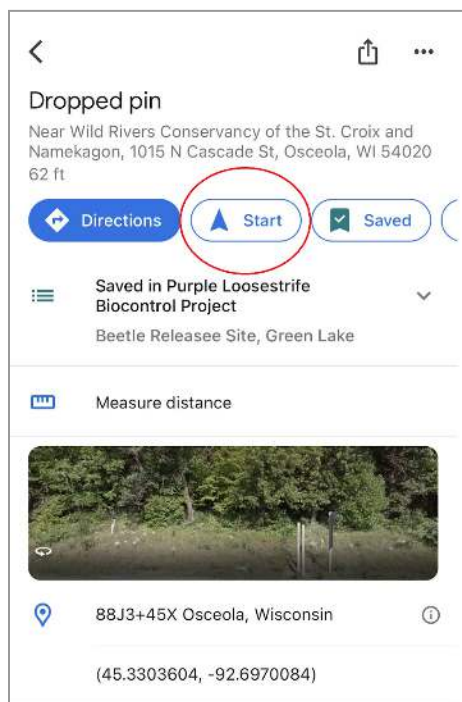 Dropped pin
Near Wild Rivers Conservancy of the St. Croix and
Namekagon, 1015 N Cascade St, Osceola, WI 54020
62 ft
Directions
Start
Saved
Saved in Purple Loosestrife
Biocontrol Project
Beetle Releasee Site, Green Lake
Measure distance
88J3+45X Osceola, Wisconsin
(45.3303604, -92.6970084)